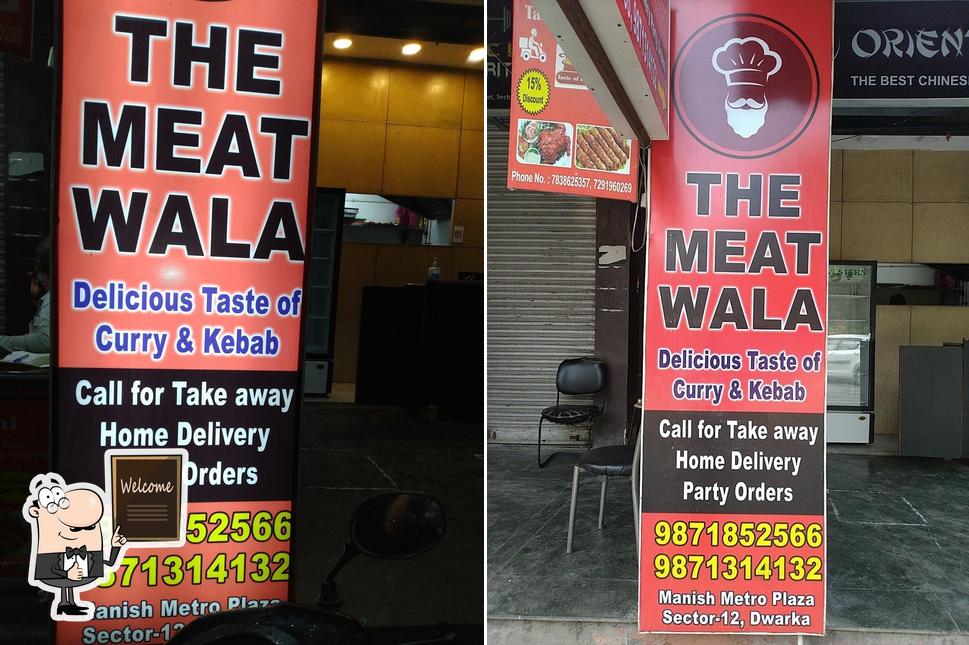 THE
MEAT
WALA
Delicious Taste of
Curry & Kebab
Call for Take away
Home Delivery
Orders
Welcome
52566
71314132
Manish Metro Plaza
Sector-12
15%
Discount
Phone No. : 7838625357, 7291960269
THE
MEAT
WALA
Delicious Taste of
Curry & Kebab
Call for Take away
Home Delivery
Party Orders
9871852566
9871314132
Manish Metro Plaza
Sector-12, Dwarka
ORIENT
THE BEST CHINES
WESTERN